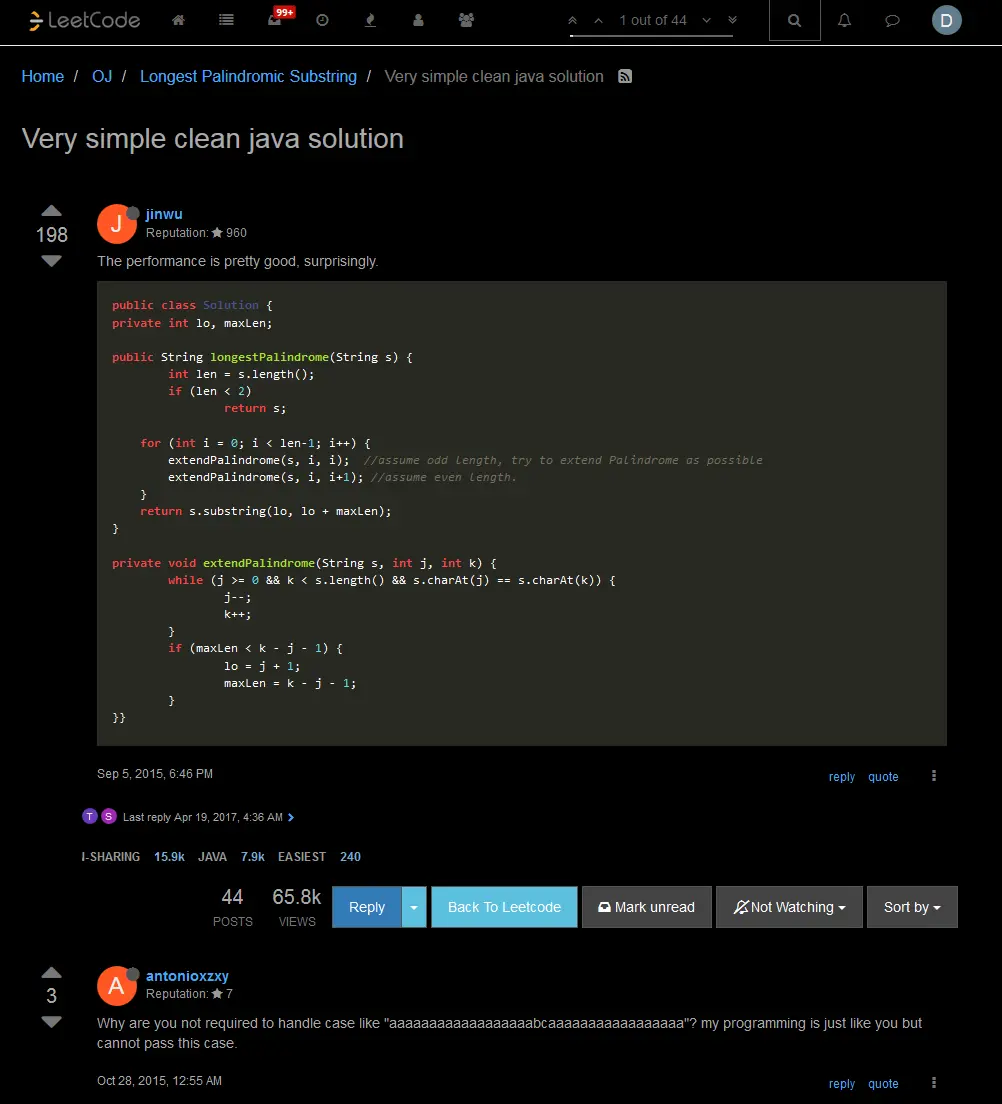 LeetCode
99+
1 out of 44
D
Home / OJ / Longest Palindromic Substring / Very simple clean java solution
Very simple clean java solution
198
J
jinwu
Reputation: 960
The performance is pretty good, surprisingly.
public class Solution {
private int lo, maxLen;
public String longestPalindrome(String s) {
int len = s.length();
if (len < 2)
return s;
for (int i = 0; i < len-1; i++) {
extendPalindrome(s, i, i);  //assume odd length, try to extend Palindrome as possible
extendPalindrome(s, i, i+1); //assume even length.
}
return s.substring(lo, lo + maxLen);
}
private void extendPalindrome(String s, int j, int k) {
while (j >= 0 && k < s.length() && s.charAt(j) == s.charAt(k)) {
j--;
k++;
}
if (maxLen < k - j - 1) {
lo = j + 1;
maxLen = k - j - 1;
}
}}
Sep 5, 2015, 6:46 PM
reply quote
T S Last reply Apr 19, 2017, 4:36 AM
I-SHARING 15.9k JAVA 7.9k EASIEST 240
44 POSTS
65.8k VIEWS
Reply
Back To Leetcode
Mark unread
Not Watching
Sort by
3
A
antonioxzxy
Reputation: 7
Why are you not required to handle case like "aaaaaaaaaaaaaaaaaabcaaaaaaaaaaaaaaaaa"? my programming is just like you but
cannot pass this case.
Oct 28, 2015, 12:55 AM
reply quote